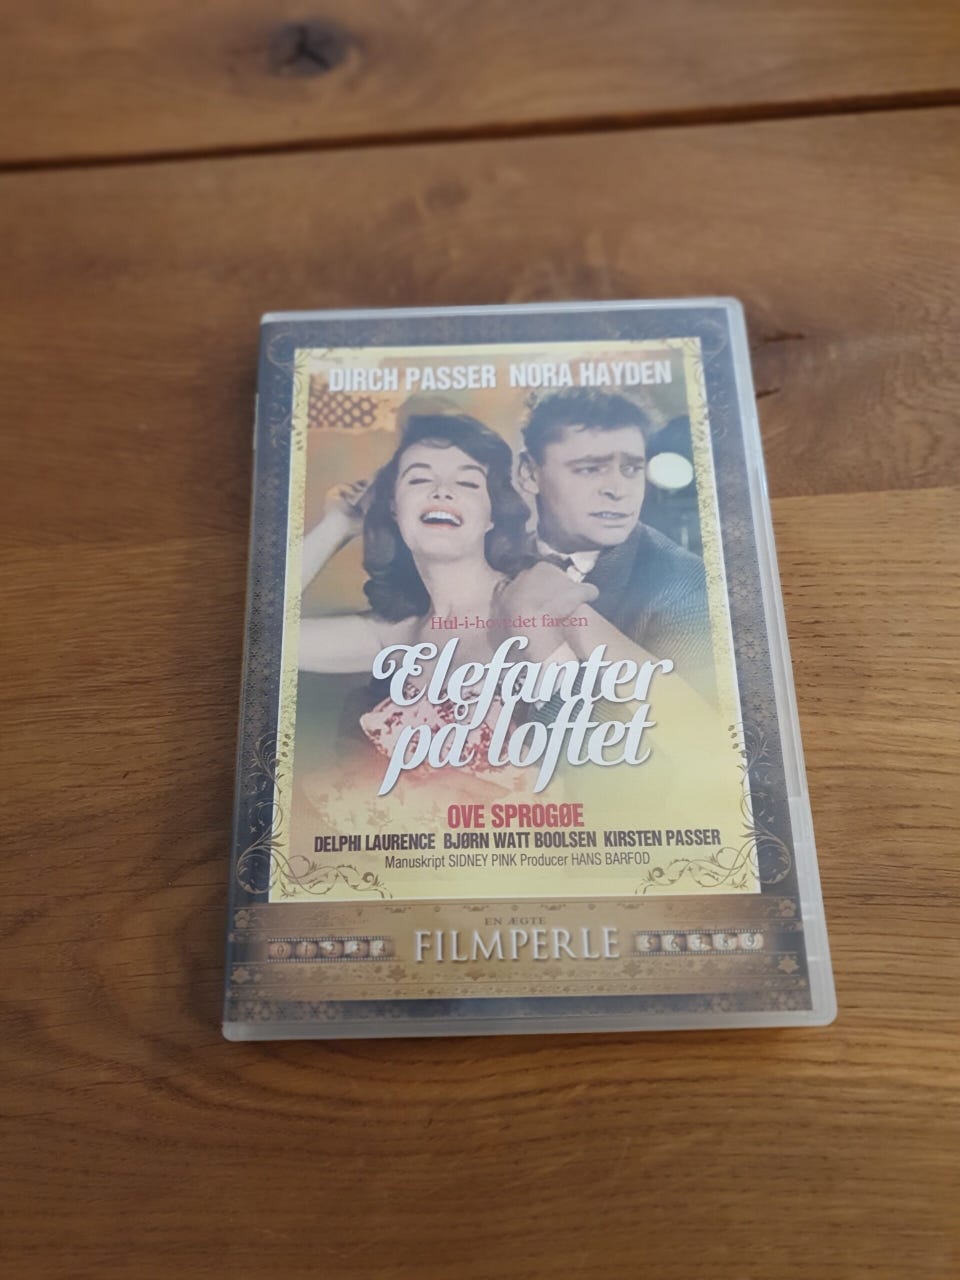 DIRCH PASSER NORA HAYDEN
Hul-i-hovedet farcen
Elefanter
på loftet
OVE SPROGØE
DELPHI LAURENCE BJØRN WATT BOOLSEN KIRSTEN PASSER
Manuskript SIDNEY PINK Producer HANS BARFOD
EN ÆGTE
FILMPERLE